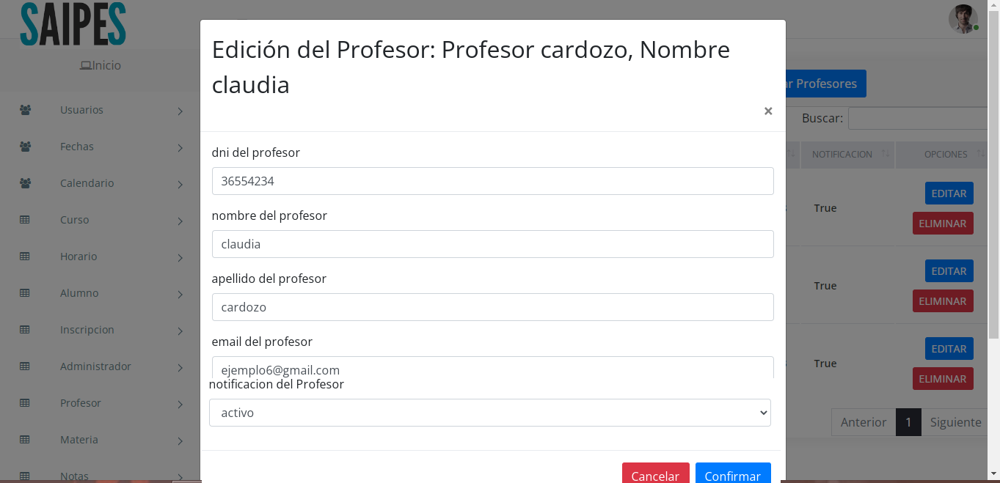 SAIPES
Inicio
Usuarios
Fechas
Calendario
Curso
Horario
Alumno
Inscripcion
Administrador
Profesor
Materia
Notas
Edición del Profesor: Profesor cardozo, Nombre
claudia
×
dni del profesor
36554234
nombre del profesor
claudia
apellido del profesor
cardozo
email del profesor
ejemplo6@gmail.com
notificacion del Profesor
activo
Cancelar Confirmar
ar Profesores
Buscar:
NOTIFICACION OPCIONES
True
EDITAR
ELIMINAR
True
EDITAR
ELIMINAR
True
EDITAR
ELIMINAR
Anterior 1 Siguiente